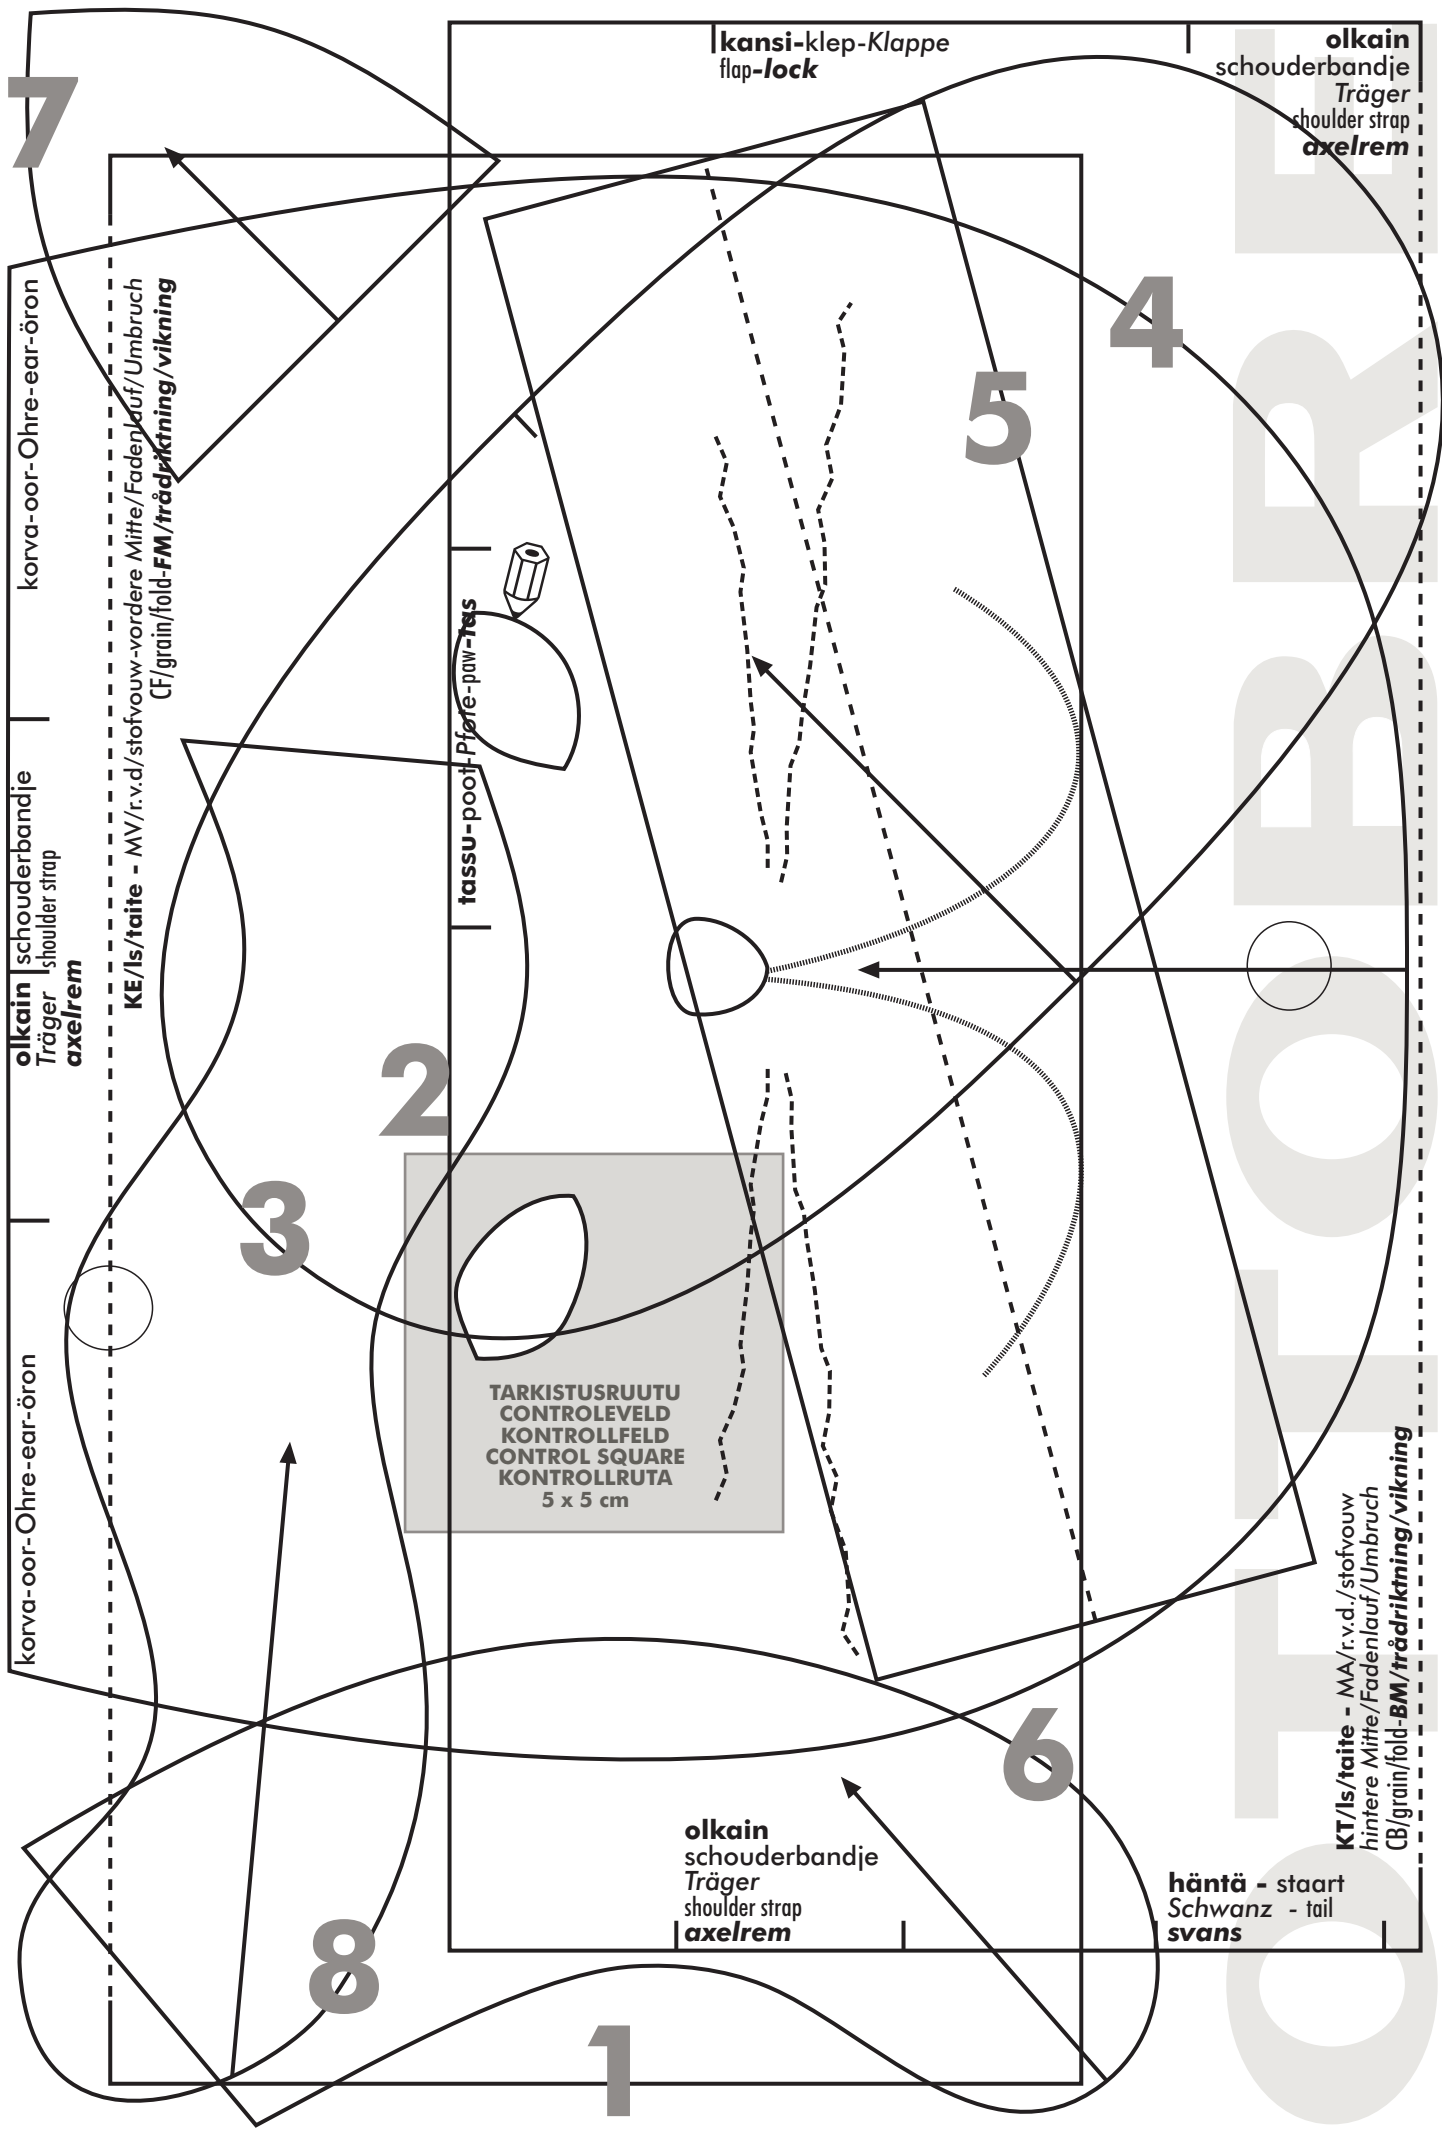 kansi-klep-Klappe
flap-lock
olkain
schouderbandje
Träger
shoulder strap
axelrem
7
4
5
korva-oor-Ohre-ear-öron
KE/ls/taite - MV/r.v.d/stofvouw-vordere Mitte/Fadenlauf/Umbruch
CF/grain/fold-FM/trådriktning/vikning
tassu-poot-Pfote-paw-tas
olkain schouderbandje
Träger shoulder strap
axelrem
2
3
TARKISTUSRUUTU
CONTROLEVELD
KONTROLLFELD
CONTROL SQUARE
KONTROLLRUTA
5 x 5 cm
korva-oor-Ohre-ear-öron
KT/ls/taite - MA/r.v.d./stofvouw
hintere Mitte/Fadenlauf/Umbruch
CB/grain/fold-BM/trådriktning/vikning
6
olkain
schouderbandje
Träger
shoulder strap
axelrem
häntä - staart
Schwanz - tail
svans
8
1
OTTOBRE